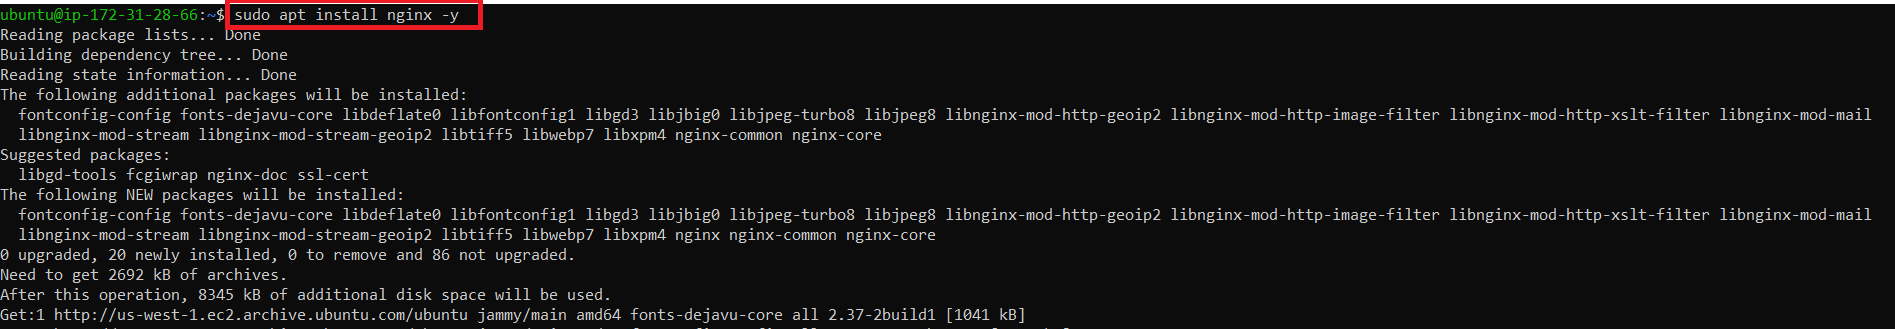 ubuntu@ip-172-31-28-66:~$ sudo apt install nginx -y
Reading package lists... Done
Building dependency tree... Done
Reading state information... Done
The following additional packages will be installed:
  fontconfig-config fonts-dejavu-core libdeflate0 libfontconfig1 libgd3 libjbig0 libjpeg-turbo8 libjpeg8 libnginx-mod-http-geoip2 libnginx-mod-http-image-filter libnginx-mod-http-xslt-filter libnginx-mod-mail
  libnginx-mod-stream libnginx-mod-stream-geoip2 libtiff5 libwebp7 libxpm4 nginx-common nginx-core
Suggested packages:
  libgd-tools fcgiwrap nginx-doc ssl-cert
The following NEW packages will be installed:
  fontconfig-config fonts-dejavu-core libdeflate0 libfontconfig1 libgd3 libjbig0 libjpeg-turbo8 libjpeg8 libnginx-mod-http-geoip2 libnginx-mod-http-image-filter libnginx-mod-http-xslt-filter libnginx-mod-mail
  libnginx-mod-stream libnginx-mod-stream-geoip2 libtiff5 libwebp7 libxpm4 nginx nginx-common nginx-core
0 upgraded, 20 newly installed, 0 to remove and 86 not upgraded.
Need to get 2692 kB of archives.
After this operation, 8345 kB of additional disk space will be used.
Get:1 http://us-west-1.ec2.archive.ubuntu.com/ubuntu jammy/main amd64 fonts-dejavu-core all 2.37-2build1 [1041 kB]